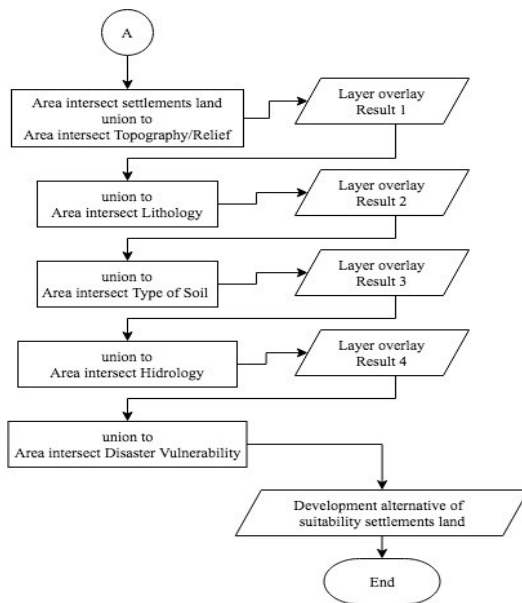 A
Area intersect settlements land
union to
Area intersect Topography/Relief
Layer overlay
Result 1
union to
Area intersect Lithology
Layer overlay
Result 2
union to
Area intersect Type of Soil
Layer overlay
Result 3
union to
Area intersect Hidrology
Layer overlay
Result 4
union to
Area intersect Disaster Vulnerability
Development alternative of
suitability settlements land
End